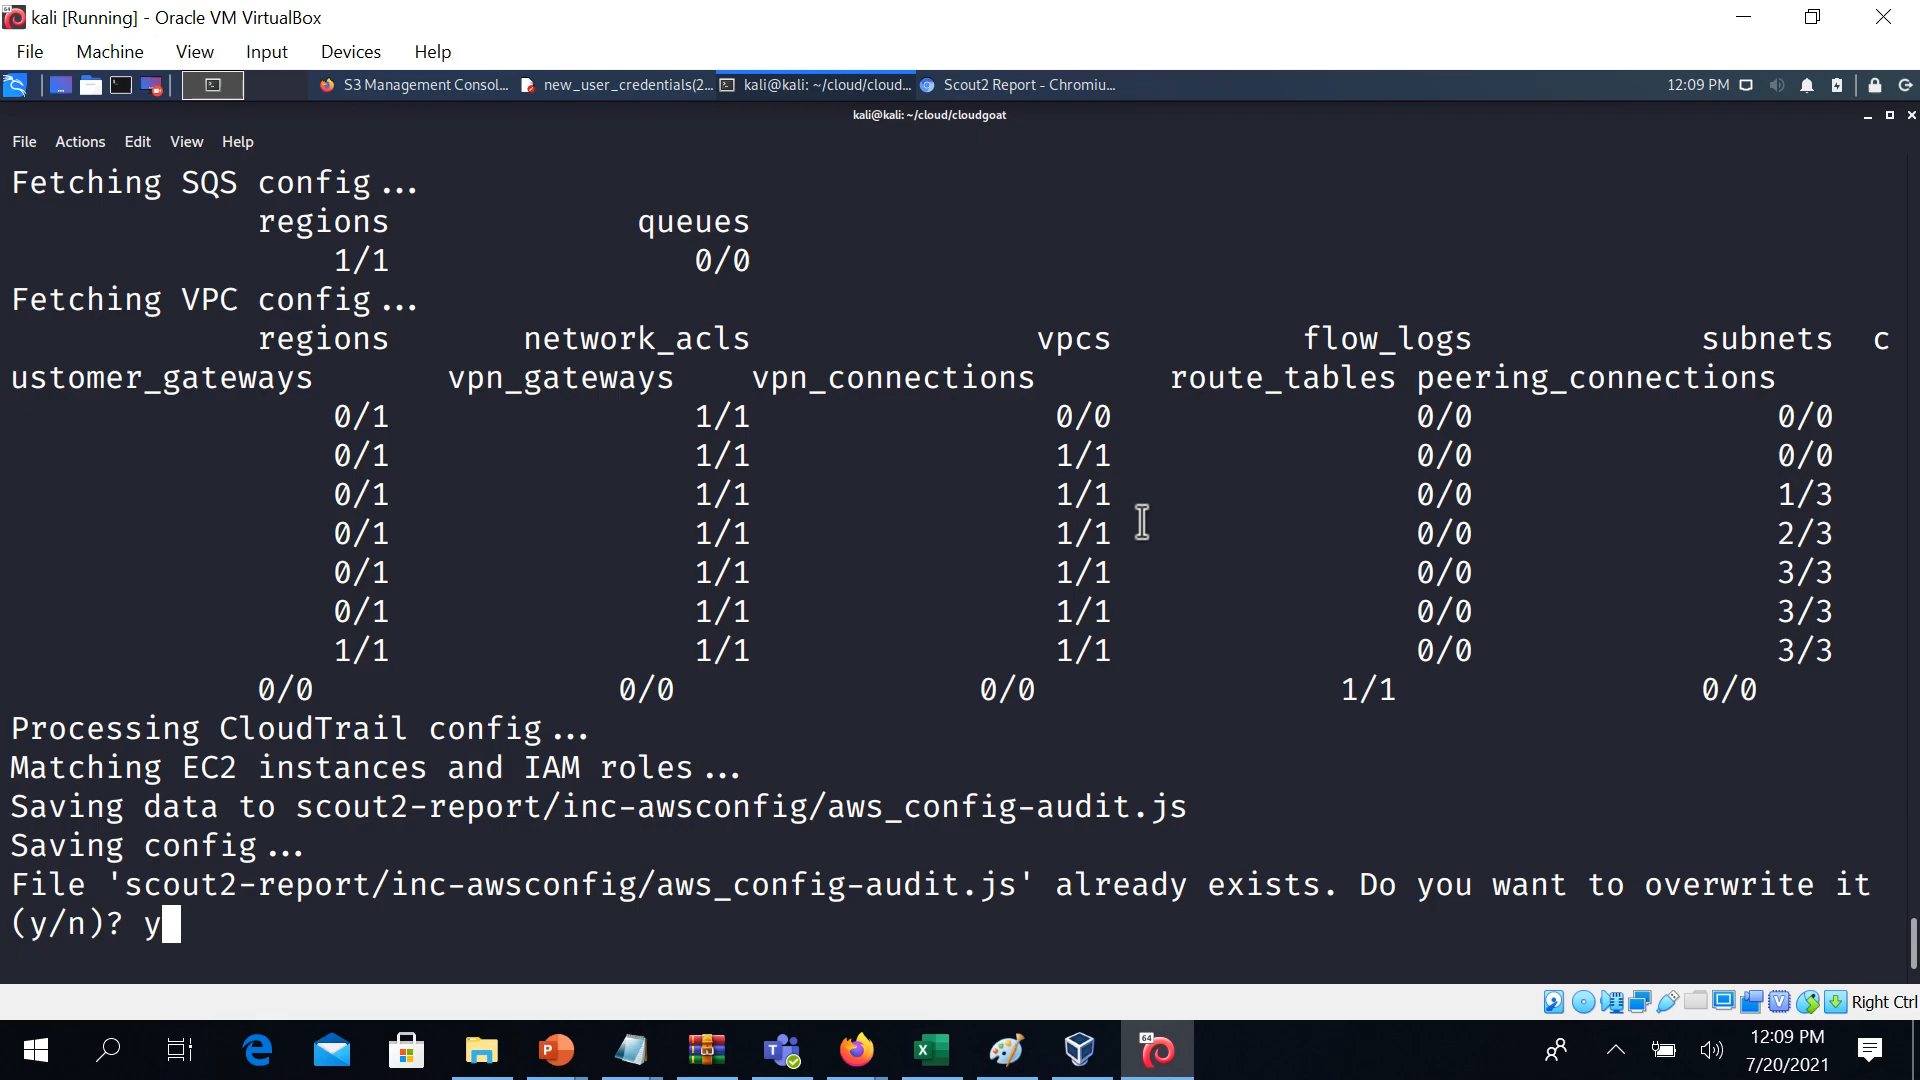 kali [Running] - Oracle VM VirtualBox
File Machine View Input Devices Help
S3 Management Consol... new_user_credentials(2... kali@kali: ~/cloud/cloud... Scout2 Report - Chromiu... 12:09 PM
kali@kali: ~/cloud/cloudgoat
File Actions Edit View Help
Fetching SQS config...
regions queues
1/1 0/0
Fetching VPC config...
regions network_acls vpcs flow_logs subnets c
ustomer_gateways vpn_gateways vpn_connections route_tables peering_connections
0/1 1/1 0/0 0/0 0/0
0/1 1/1 1/1 0/0 0/0
0/1 1/1 1/1 0/0 1/3
0/1 1/1 1/1 0/0 2/3
0/1 1/1 1/1 0/0 3/3
0/1 1/1 1/1 0/0 3/3
1/1 1/1 1/1 0/0 3/3
0/0 0/0 0/0 1/1 0/0
Processing CloudTrail config...
Matching EC2 instances and IAM roles...
Saving data to scout2-report/inc-awsconfig/aws_config-audit.js
Saving config...
File 'scout2-report/inc-awsconfig/aws_config-audit.js' already exists. Do you want to overwrite it
(y/n)? y
Right Ctrl
12:09 PM
7/20/2021